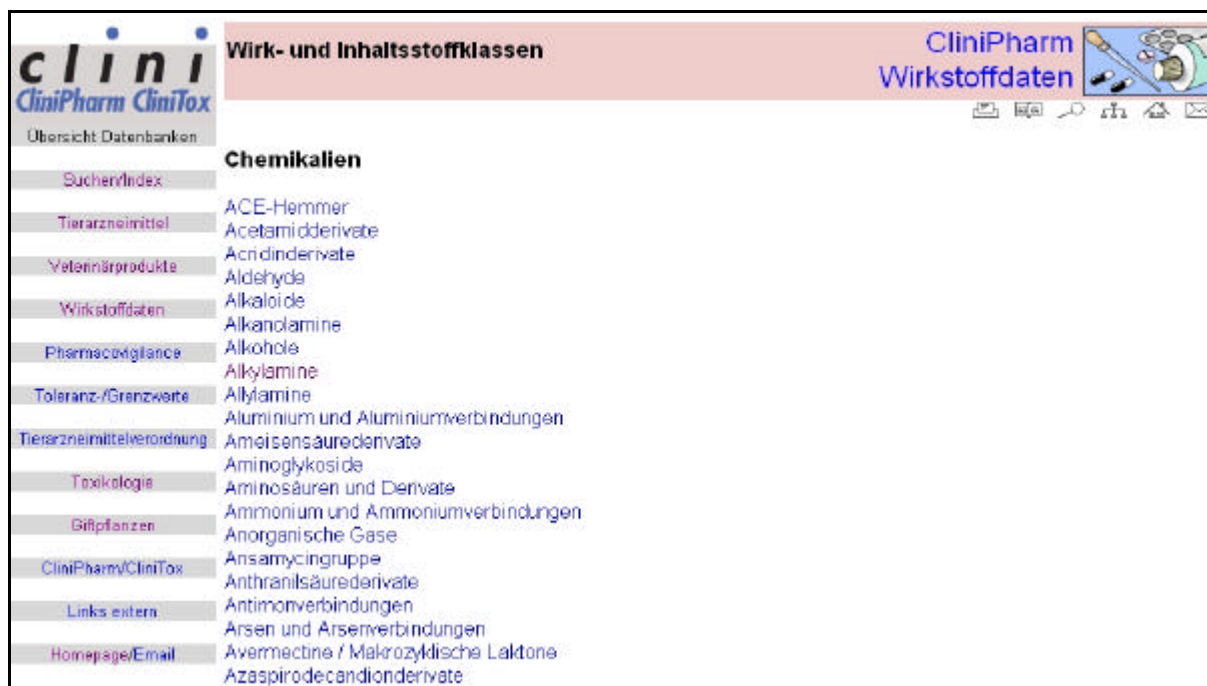 clini
CliniPharm CliniTox
Übersicht Datenbanken
Suchen/Index
Tierarzneimittel
Veterinärprodukte
Wirkstoffdaten
Pharmacovigilance
Toleranz-/Grenzwerte
Tierarzneimittelverordnung
Toxikologie
Giftpflanzen
CliniPharm/CliniTox
Links extern
Homepage/Email
Wirk- und Inhaltsstoffklassen
CliniPharm
Wirkstoffdaten
Chemikalien
ACE-Hemmer
Acetamidderivate
Acridinderivate
Aldehyde
Alkaloide
Alkanolamine
Alkohole
Alkylamine
Allylamine
Aluminium und Aluminiumverbindungen
Ameisensäurederivate
Aminoglykoside
Aminosäuren und Derivate
Ammonium und Ammoniumverbindungen
Anorganische Gase
Ansamycingruppe
Anthranilsäurederivate
Antimonverbindungen
Arsen und Arsenverbindungen
Avermectine / Makrozyklische Laktone
Azaspirodecandionderivate